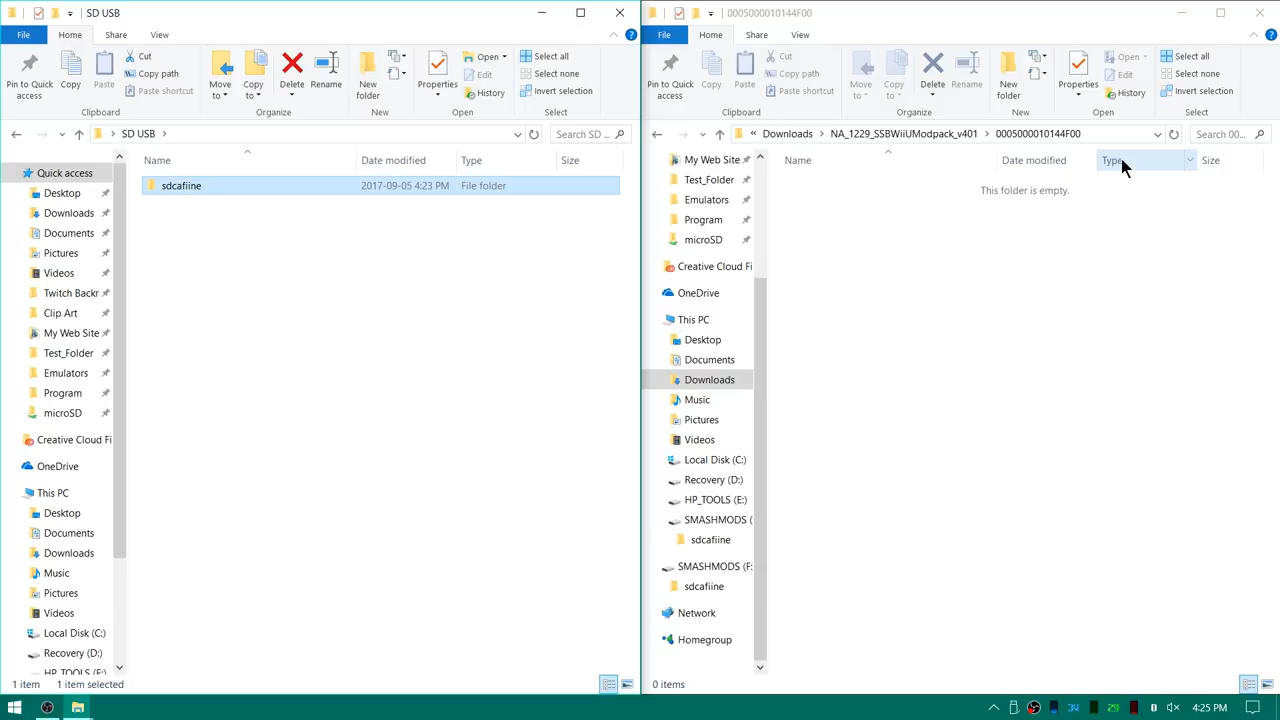 SD USB
File Home Share View
Pin to Quick access
Copy
Paste
Cut
Copy path
Paste shortcut
Clipboard
Move to
Copy to
Delete
Rename
Organize
New folder
New
Properties
Open
Edit
History
Open
Select all
Select none
Invert selection
Select
SD USB
Search SD ...
Name Date modified Type Size
sdcafiine 2017-09-05 4:23 PM File folder
Quick access
Desktop
Downloads
Documents
Pictures
Videos
Twitch Backr
Clip Art
My Web Site
Test_Folder
Emulators
Program
microSD
Creative Cloud Fi
OneDrive
This PC
Desktop
Documents
Downloads
Music
Pictures
Videos
Local Disk (C:)
Recovery (D:)
HP_TOOLS (E:)
1 item 1 item selected
0005000010144F00
File Home Share View
Pin to Quick access
Copy
Paste
Cut
Copy path
Paste shortcut
Clipboard
Move to
Copy to
Delete
Rename
Organize
New folder
New
Properties
Open
Edit
History
Open
Select all
Select none
Invert selection
Select
« Downloads NA_1229_SSBWiiUModpack_v401 0005000010144F00
Search 00...
Name Date modified Type Size
This folder is empty.
My Web Site
Test_Folder
Emulators
Program
microSD
Creative Cloud Fi
OneDrive
This PC
Desktop
Documents
Downloads
Music
Pictures
Videos
Local Disk (C:)
Recovery (D:)
HP_TOOLS (E:)
SMASHMODS (
sdcafiine
SMASHMODS (F:
sdcafiine
Network
Homegroup
0 items
34 29 4:25 PM